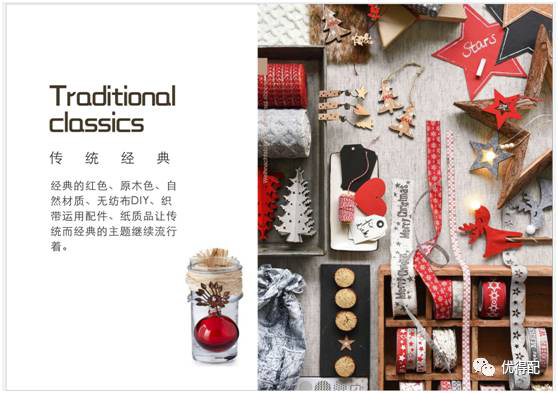 Traditional
classics
传统经典
经典的红色、原木色、自
然材质、无纺布DIY、织
带运用配件、纸质品让传
统而经典的主题继续流行
着。
Stars
Merry Christmas
Merry Christmas
优得配